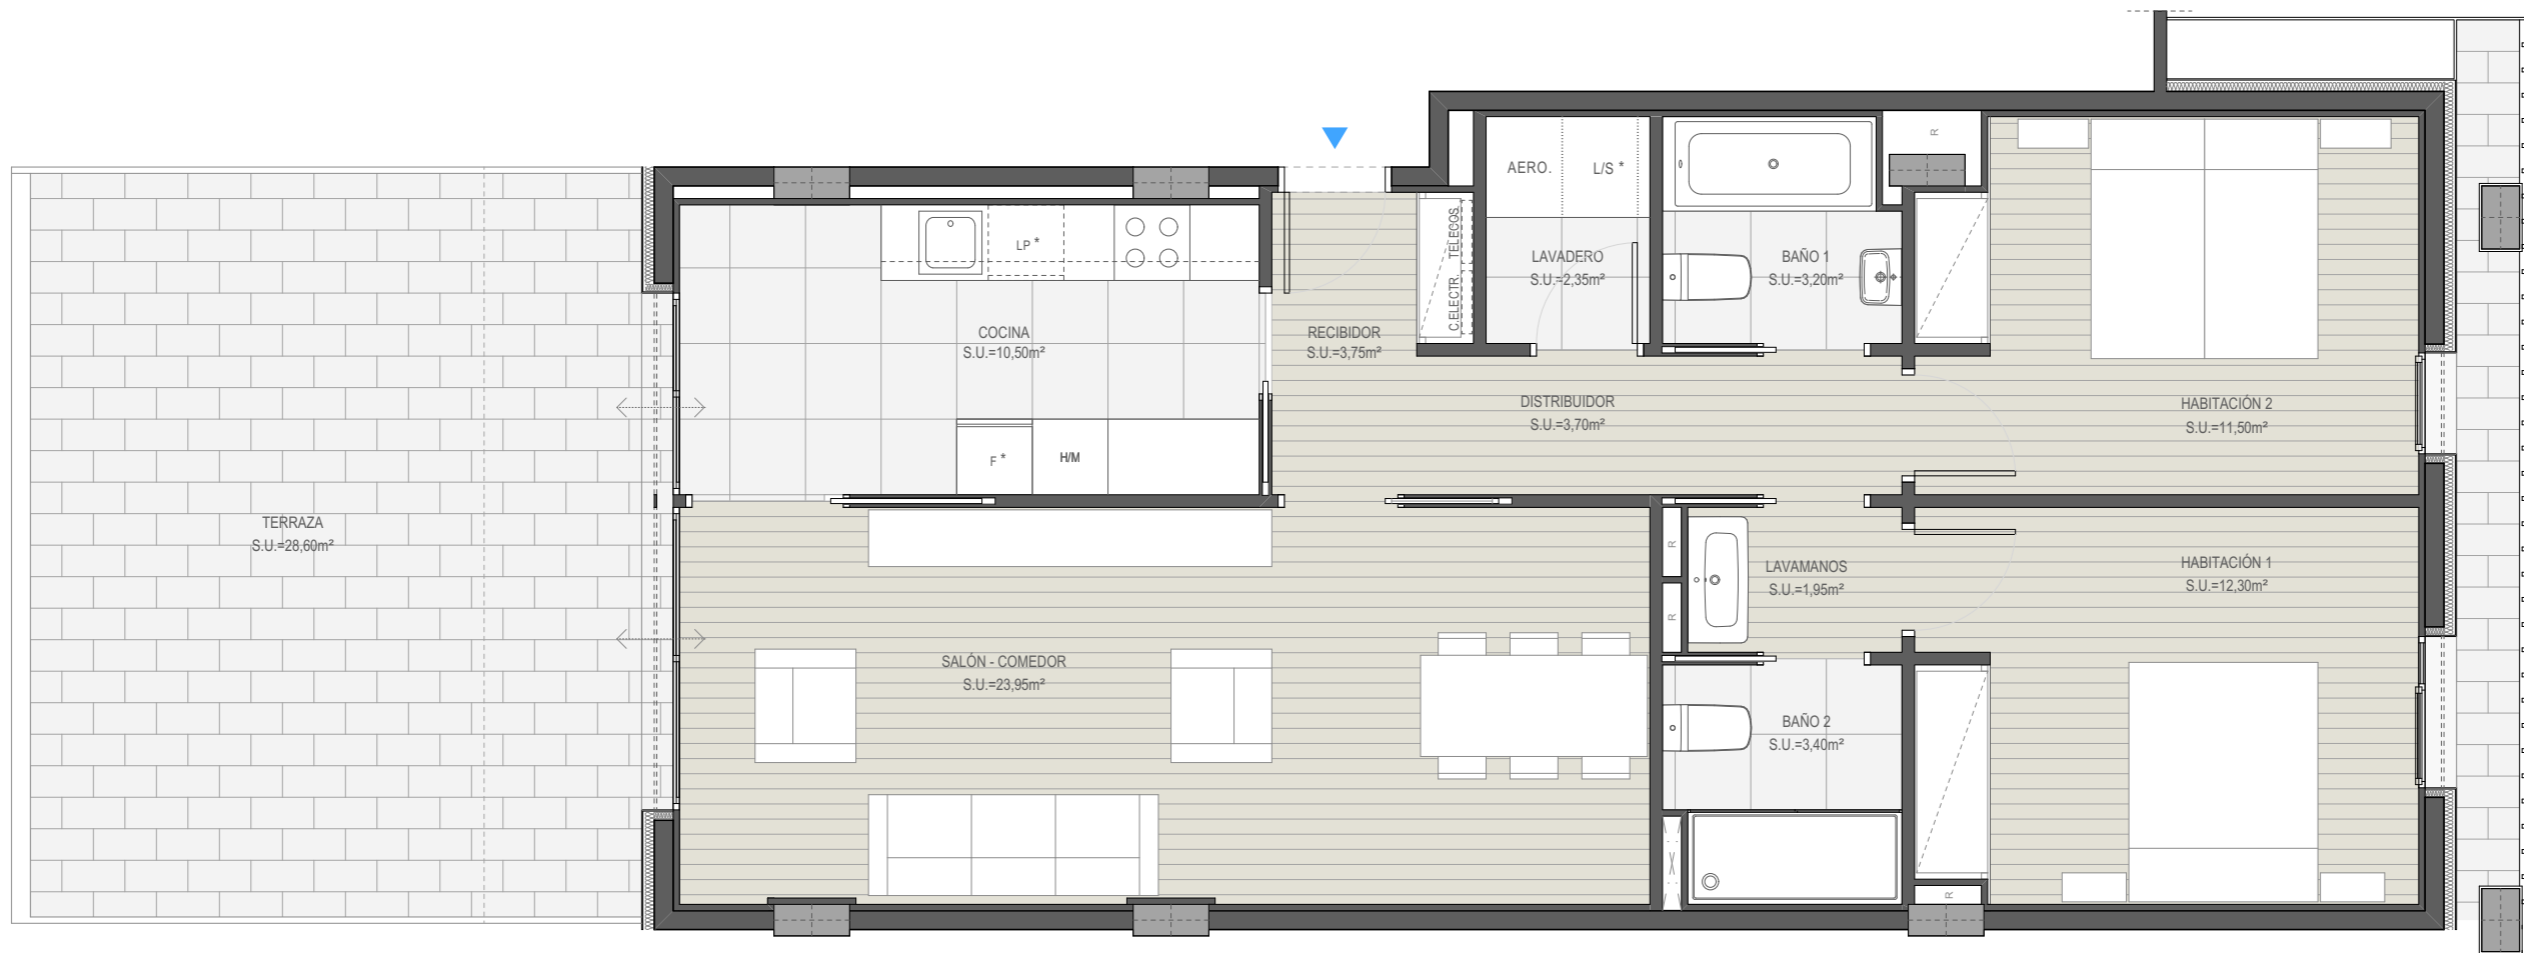 R
AERO.
L/S *
TELECOS.
C.ELECTR.
LP *
LAVADERO
S.U.=2,35m²
BAÑO 1
S.U.=3,20m²
COCINA
S.U.=10,50m²
RECIBIDOR
S.U.=3,75m²
DISTRIBUIDOR
S.U.=3,70m²
HABITACIÓN 2
S.U.=11,50m²
F *
H/M
TERRAZA
S.U.=28,60m²
R
LAVAMANOS
S.U.=1,95m²
HABITACIÓN 1
S.U.=12,30m²
R
SALÓN - COMEDOR
S.U.=23,95m²
BAÑO 2
S.U.=3,40m²
R